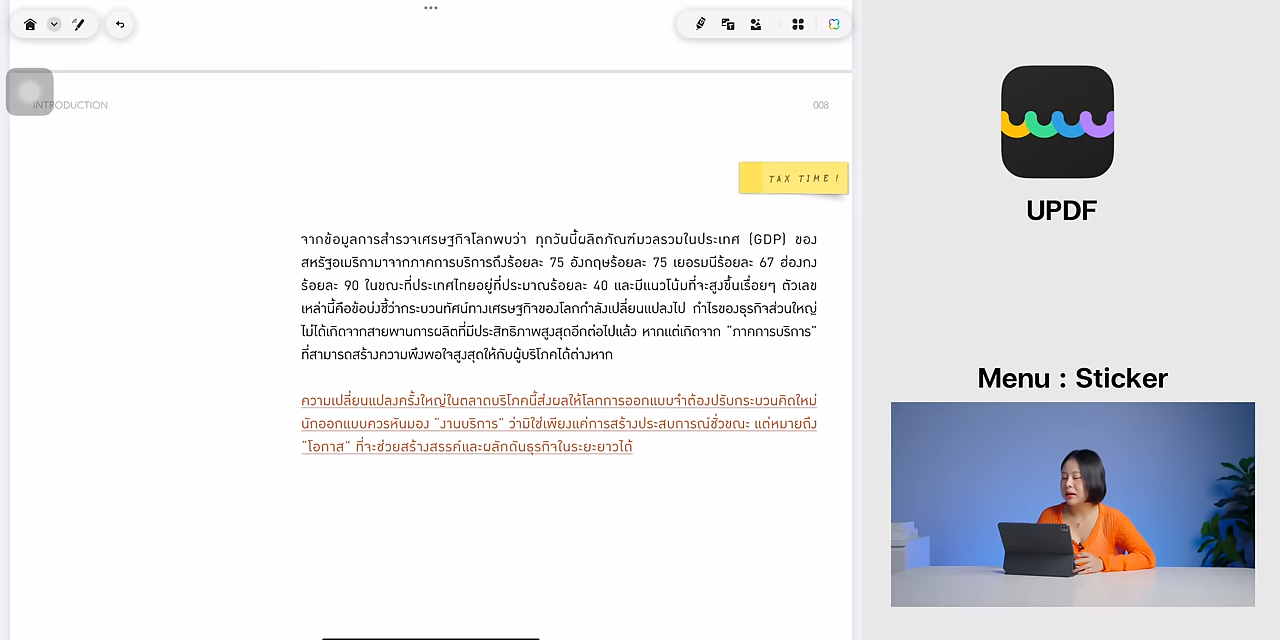 INTRODUCTION
008
TAX TIME!
จากข้อมูลการสำรวจเศรษฐกิจโลกพบว่า ทุกวันนี้ผลิตภัณฑ์มวลรวมในประเทศ (GDP) ของ
สหรัฐอเมริกามาจากภาคการบริการถึงร้อยละ 75 อังกฤษร้อยละ 75 เยอรมนีร้อยละ 67 ฮ่องกง
ร้อยละ 90 ในขณะที่ประเทศไทยอยู่ที่ประมาณร้อยละ 40 และมีแนวโน้มที่จะสูงขึ้นเรื่อยๆ ตัวเลข
เหล่านี้คือข้อบ่งชี้ว่ากระบวนทัศน์ทางเศรษฐกิจของโลกกำลังเปลี่ยนแปลงไป กำไรของธุรกิจส่วนใหญ่
ไม่ได้เกิดจากสายพานการผลิตที่มีประสิทธิภาพสูงสุดอีกต่อไปแล้ว หากแต่เกิดจาก "ภาคการบริการ"
ที่สามารถสร้างความพึงพอใจสูงสุดให้กับผู้บริโภคได้ต่างหาก
ความเปลี่ยนแปลงครั้งใหญ่ในตลาดบริโภคนี้ส่งผลให้โลกการออกแบบจำต้องปรับกระบวนคิดใหม่
นักออกแบบควรหันมอง "งานบริการ" ว่ามิใช่เพียงแค่การสร้างประสบการณ์ชั่วขณะ แต่หมายถึง
"โอกาส" ที่จะช่วยสร้างสรรค์และผลักดันธุรกิจในระยะยาวได้
UPDF
Menu : Sticker